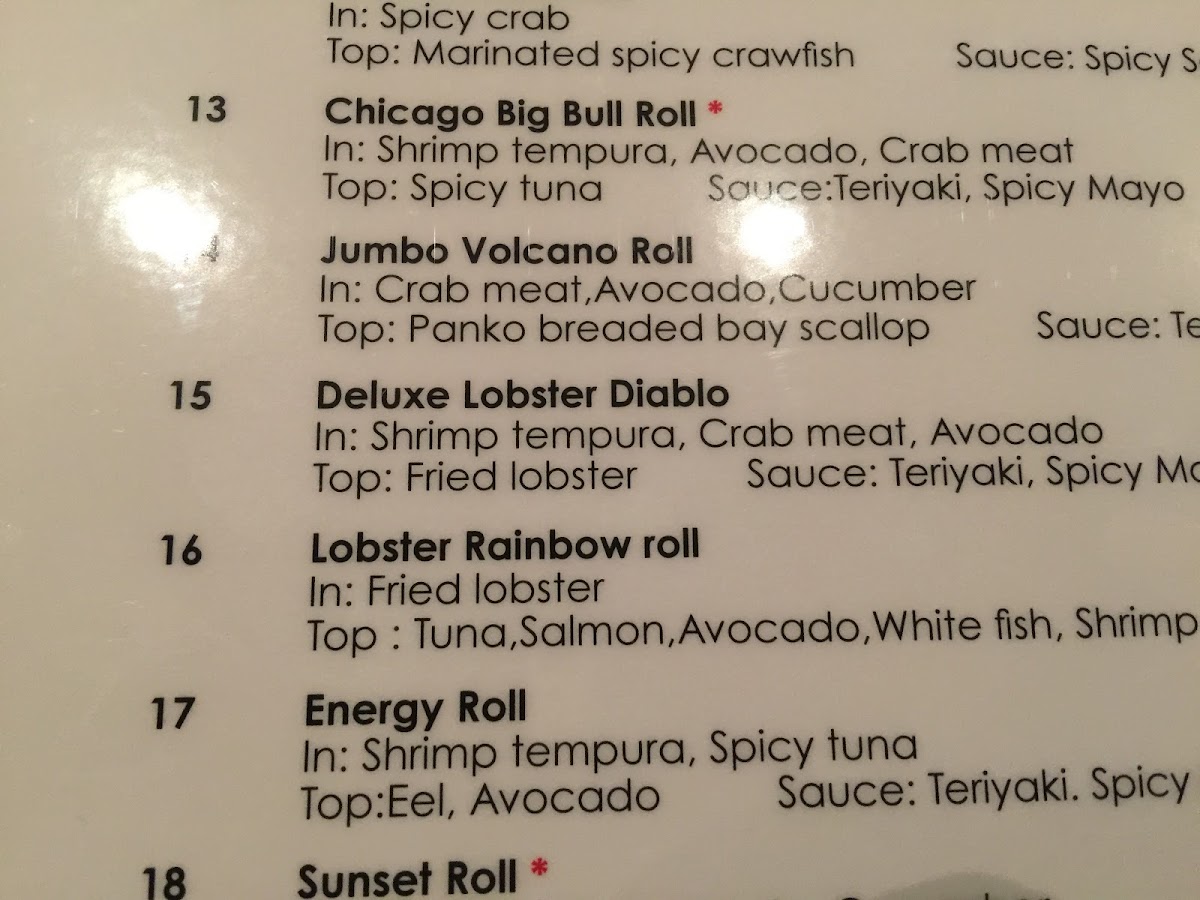 In: Spicy crab
Top: Marinated spicy crawfish Sauce: Spicy S
13 Chicago Big Bull Roll *
In: Shrimp tempura, Avocado, Crab meat
Top: Spicy tuna Sauce:Teriyaki, Spicy Mayo
Jumbo Volcano Roll
In: Crab meat,Avocado,Cucumber
Top: Panko breaded bay scallop Sauce: Te
15 Deluxe Lobster Diablo
In: Shrimp tempura, Crab meat, Avocado
Top: Fried lobster Sauce: Teriyaki, Spicy Ma
16 Lobster Rainbow roll
In: Fried lobster
Top : Tuna,Salmon,Avocado,White fish, Shrimp
17 Energy Roll
In: Shrimp tempura, Spicy tuna
Top:Eel, Avocado Sauce: Teriyaki. Spicy
18 Sunset Roll *